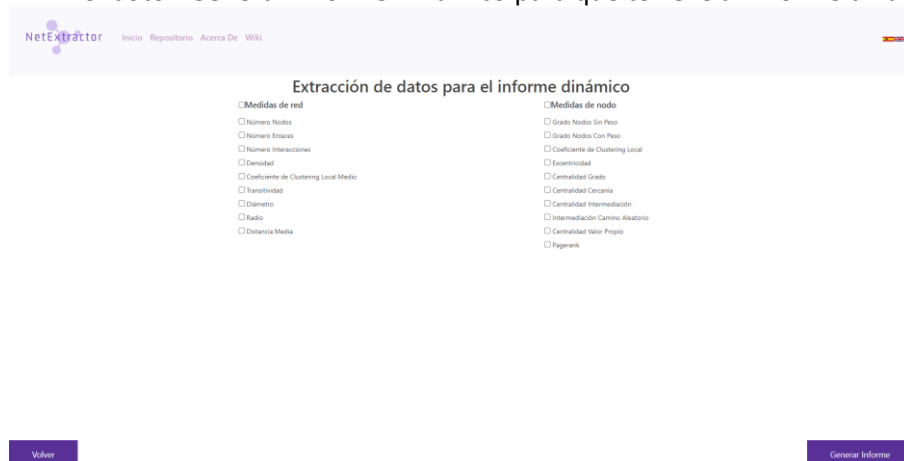 NetExtractor Inicio Repositorio Acerca De Wiki
Extracción de datos para el informe dinámico
Medidas de red
Número Nodos
Número Enlaces
Número Interacciones
Densidad
Coeficiente de Clustering Local Medio
Transitividad
Diámetro
Radio
Distancia Media
Medidas de nodo
Grado Nodos Sin Peso
Grado Nodos Con Peso
Coeficiente de Clustering Local
Excentricidad
Centralidad Grado
Centralidad Cercanía
Centralidad Intermediación
Intermediación Camino Aleatorio
Centralidad Valor Propio
Pagerank
Volver
Generar Informe